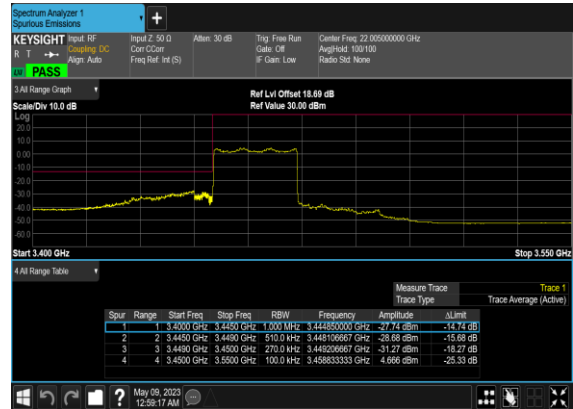 Spectrum Analyzer 1
Spurious Emissions
KEYSIGHT Input: RF Input Z: 50 Ω Atten: 30 dB Trig: Free Run Center Freq: 22.005000000 GHz
R T Coupling: DC Corr CCorr Gate: Off Avg|Hold: 100/100
Align: Auto Freq Ref: Int (S) IF Gain: Low Radio Std: None
LW PASS
3 All Range Graph
Ref Lvl Offset 18.69 dB
Scale/Div 10.0 dB Ref Value 30.00 dBm
Log
20.0
10.0
0.00
-10.0
-20.0
-30.0
-40.0
-50.0
-60.0
Start 3.400 GHz Stop 3.550 GHz
4 All Range Table
Measure Trace Trace 1
Trace Type Trace Average (Active)
Spur Range Start Freq Stop Freq RBW Frequency Amplitude ΔLimit
1 1 3.4000 GHz 3.4450 GHz 1.000 MHz 3.444850000 GHz -27.74 dBm -14.74 dB
2 2 3.4450 GHz 3.4490 GHz 510.0 kHz 3.448106667 GHz -28.68 dBm -15.68 dB
3 3 3.4490 GHz 3.4500 GHz 270.0 kHz 3.449206667 GHz -31.27 dBm -18.27 dB
4 4 3.4500 GHz 3.5500 GHz 100.0 kHz 3.458833333 GHz 4.666 dBm -25.33 dB
? May 09, 2023
12:59:17 AM